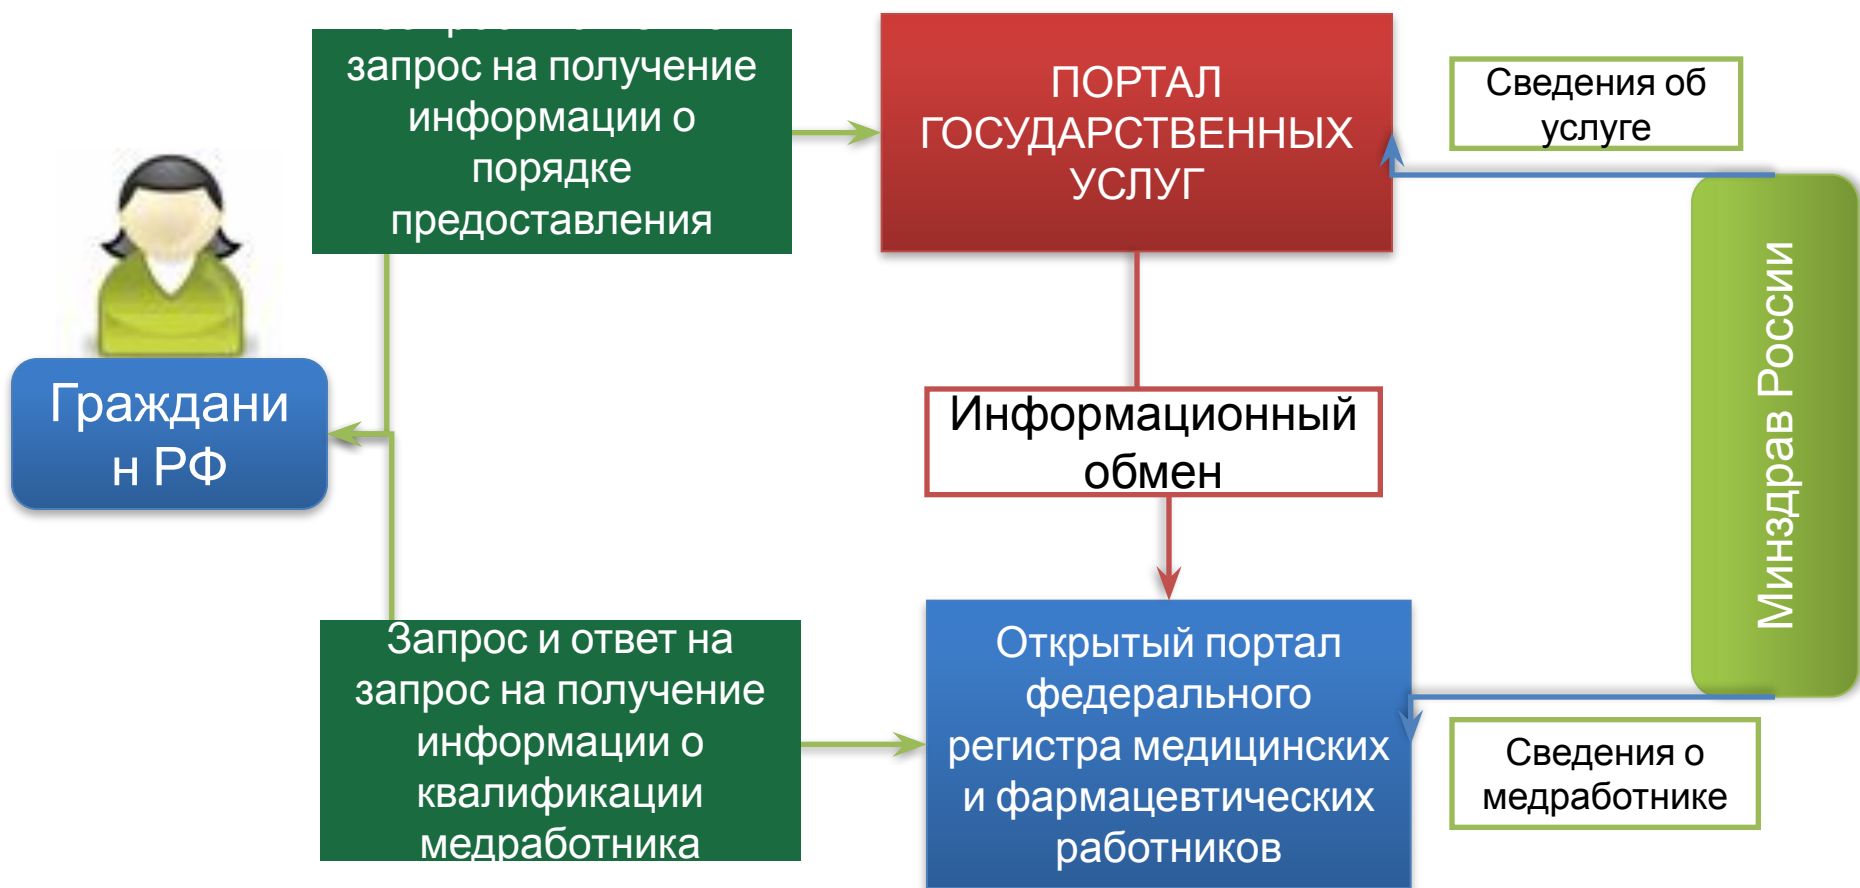 запрос на получение
информации о
порядке
предоставления
ПОРТАЛ
ГОСУДАРСТВЕННЫХ
УСЛУГ
Сведения об
услуге
Граждани
н РФ
Информационный
обмен
Минздрав России
Запрос и ответ на
запрос на получение
информации о
квалификации
медработника
Открытый портал
федерального
регистра медицинских
и фармацевтических
работников
Сведения о
медработнике